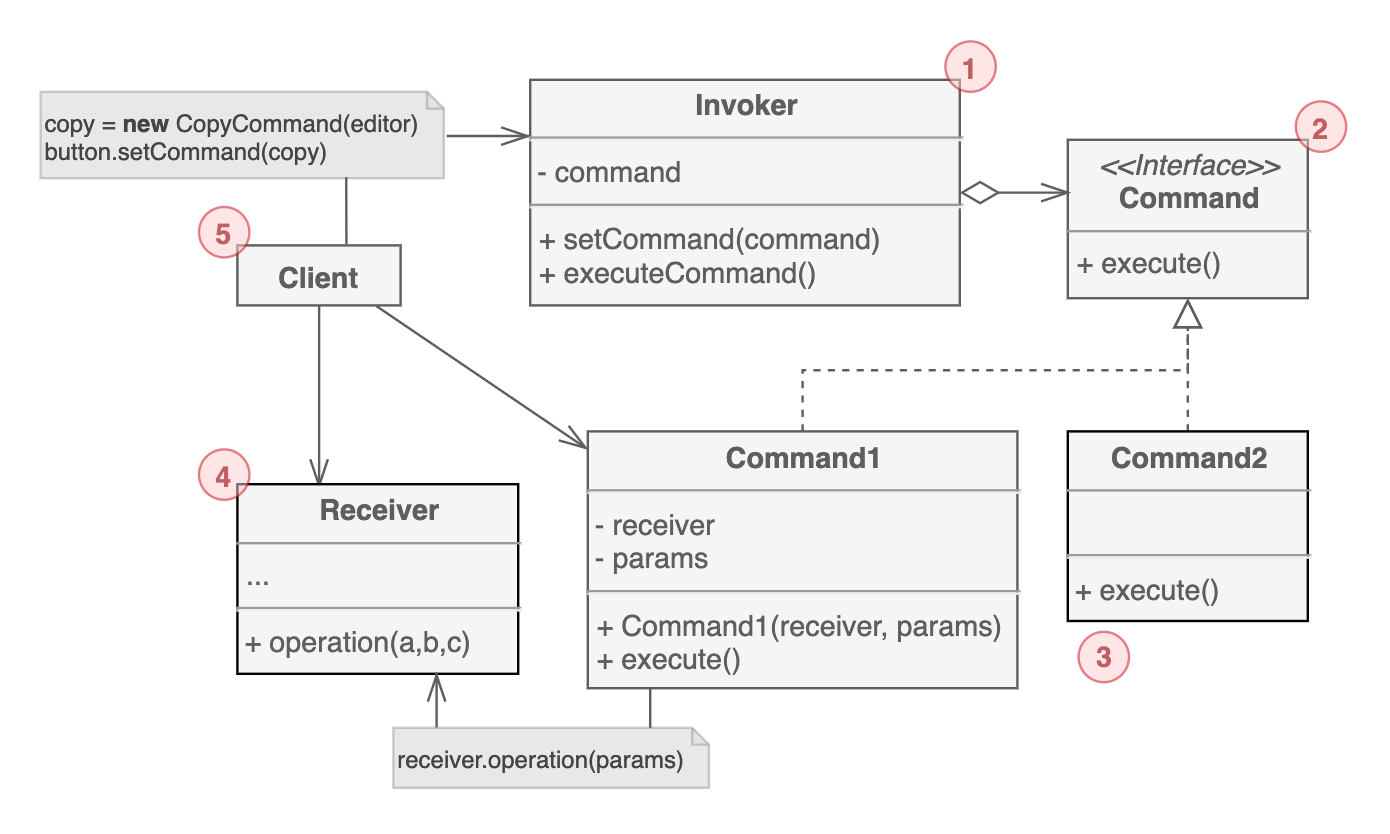 1
Invoker
- command
+ setCommand(command)
+ executeCommand()
copy = new CopyCommand(editor)
button.setCommand(copy)
2
<<Interface>>
Command
+ execute()
5
Client
4
Receiver
...
+ operation(a,b,c)
Command1
- receiver
- params
+ Command1(receiver, params)
+ execute()
Command2
+ execute()
3
receiver.operation(params)